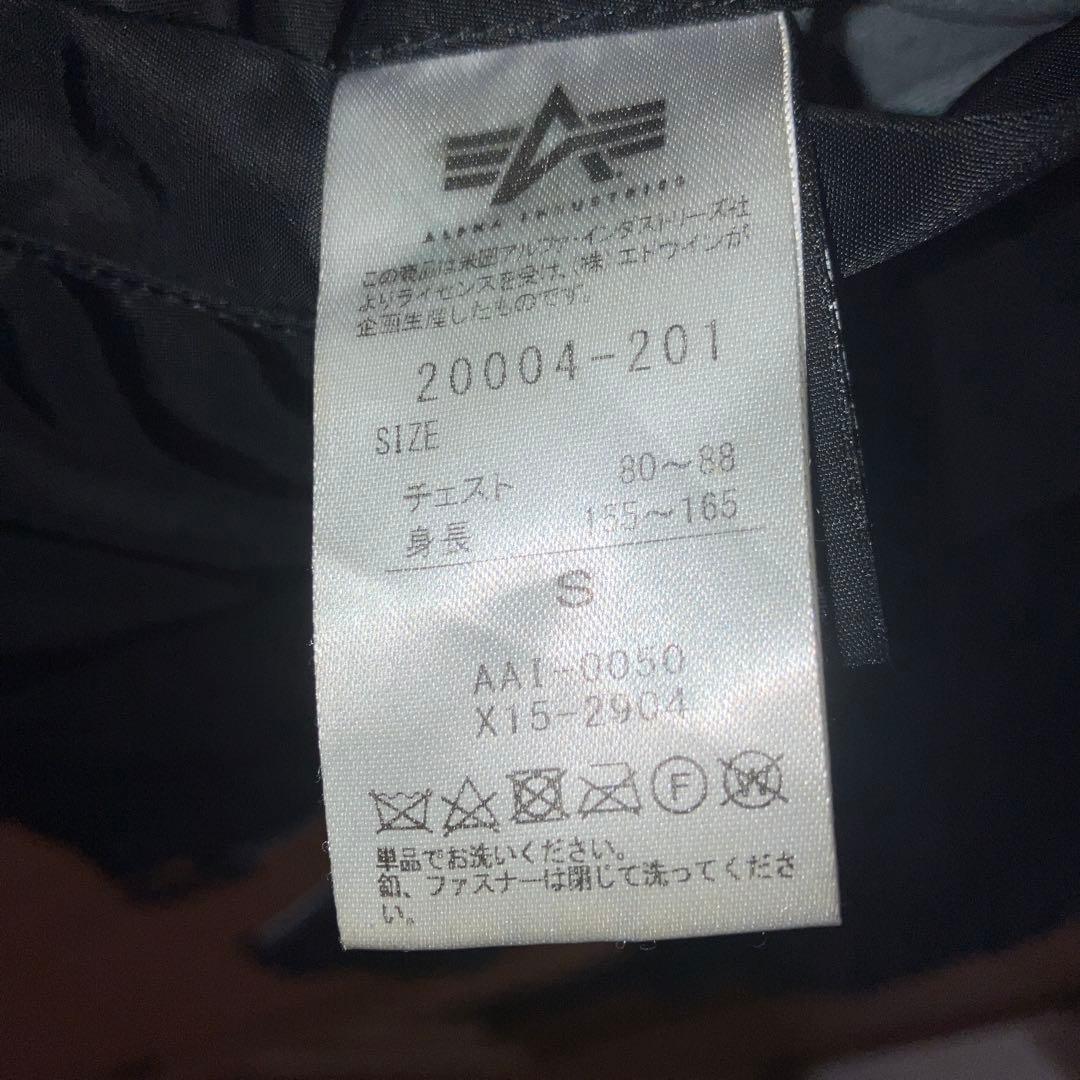 ALPHA INDUSTRIES
この商品は米国アルファ・インダストリーズ社
よりライセンスを受け、(株)エドウインが
企画生産したものです。
20004-201
SIZE
チェスト 80～88
身長 155～165
S
AAI-0050
X15-2904
F W
単品でお洗いください。
釦、ファスナーは閉じて洗ってくださ
い。